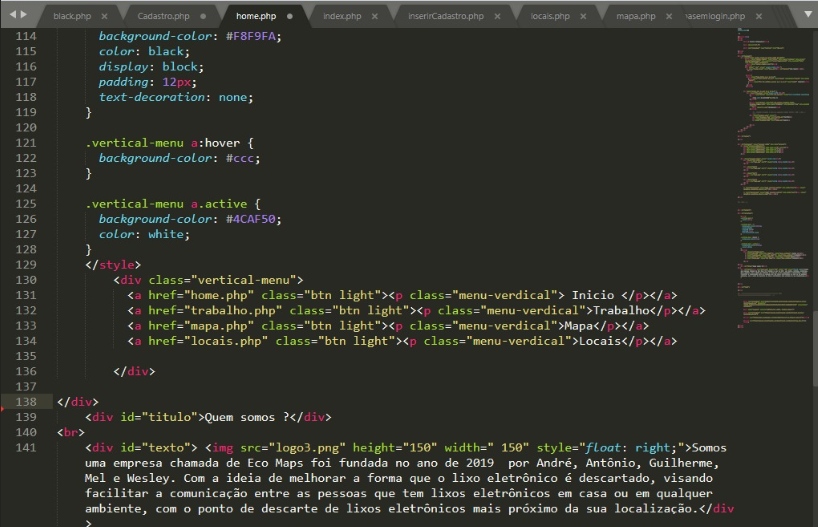 black.php × Cadastro.php home.php index.php × inserirCadastro.php × locais.php × mapa.php × asemlogin.php ×
114 background-color: #F8F9FA;
115 color: black;
116 display: block;
117 padding: 12px;
118 text-decoration: none;
119 }
120
121 .vertical-menu a:hover {
122 background-color: #ccc;
123 }
124
125 .vertical-menu a.active {
126 background-color: #4CAF50;
127 color: white;
128 }
129 </style>
130 <div class="vertical-menu">
131 <a href="home.php" class="btn light"><p class="menu-verdical"> Inicio </p></a>
132 <a href="trabalho.php" class="btn light"><p class="menu-verdical">Trabalho</p></a>
133 <a href="mapa.php" class="btn light"><p class="menu-verdical">Mapa</p></a>
134 <a href="locais.php" class="btn light"><p class="menu-verdical">Locais</p></a>
135
136 </div>
137
138 </div>
139 <div id="titulo">Quem somos ?</div>
140 <br>
141 <div id="texto"> <img src="logo3.png" height="150" width=" 150" style="float: right;">Somos
uma empresa chamada de Eco Maps foi fundada no ano de 2019 por André, Antônio, Guilherme,
Mel e Wesley. Com a ideia de melhorar a forma que o lixo eletrônico é descartado, visando
facilitar a comunicação entre as pessoas que tem lixos eletrônicos em casa ou em qualquer
ambiente, com o ponto de descarte de lixos eletrônicos mais próximo da sua localização.</div
>